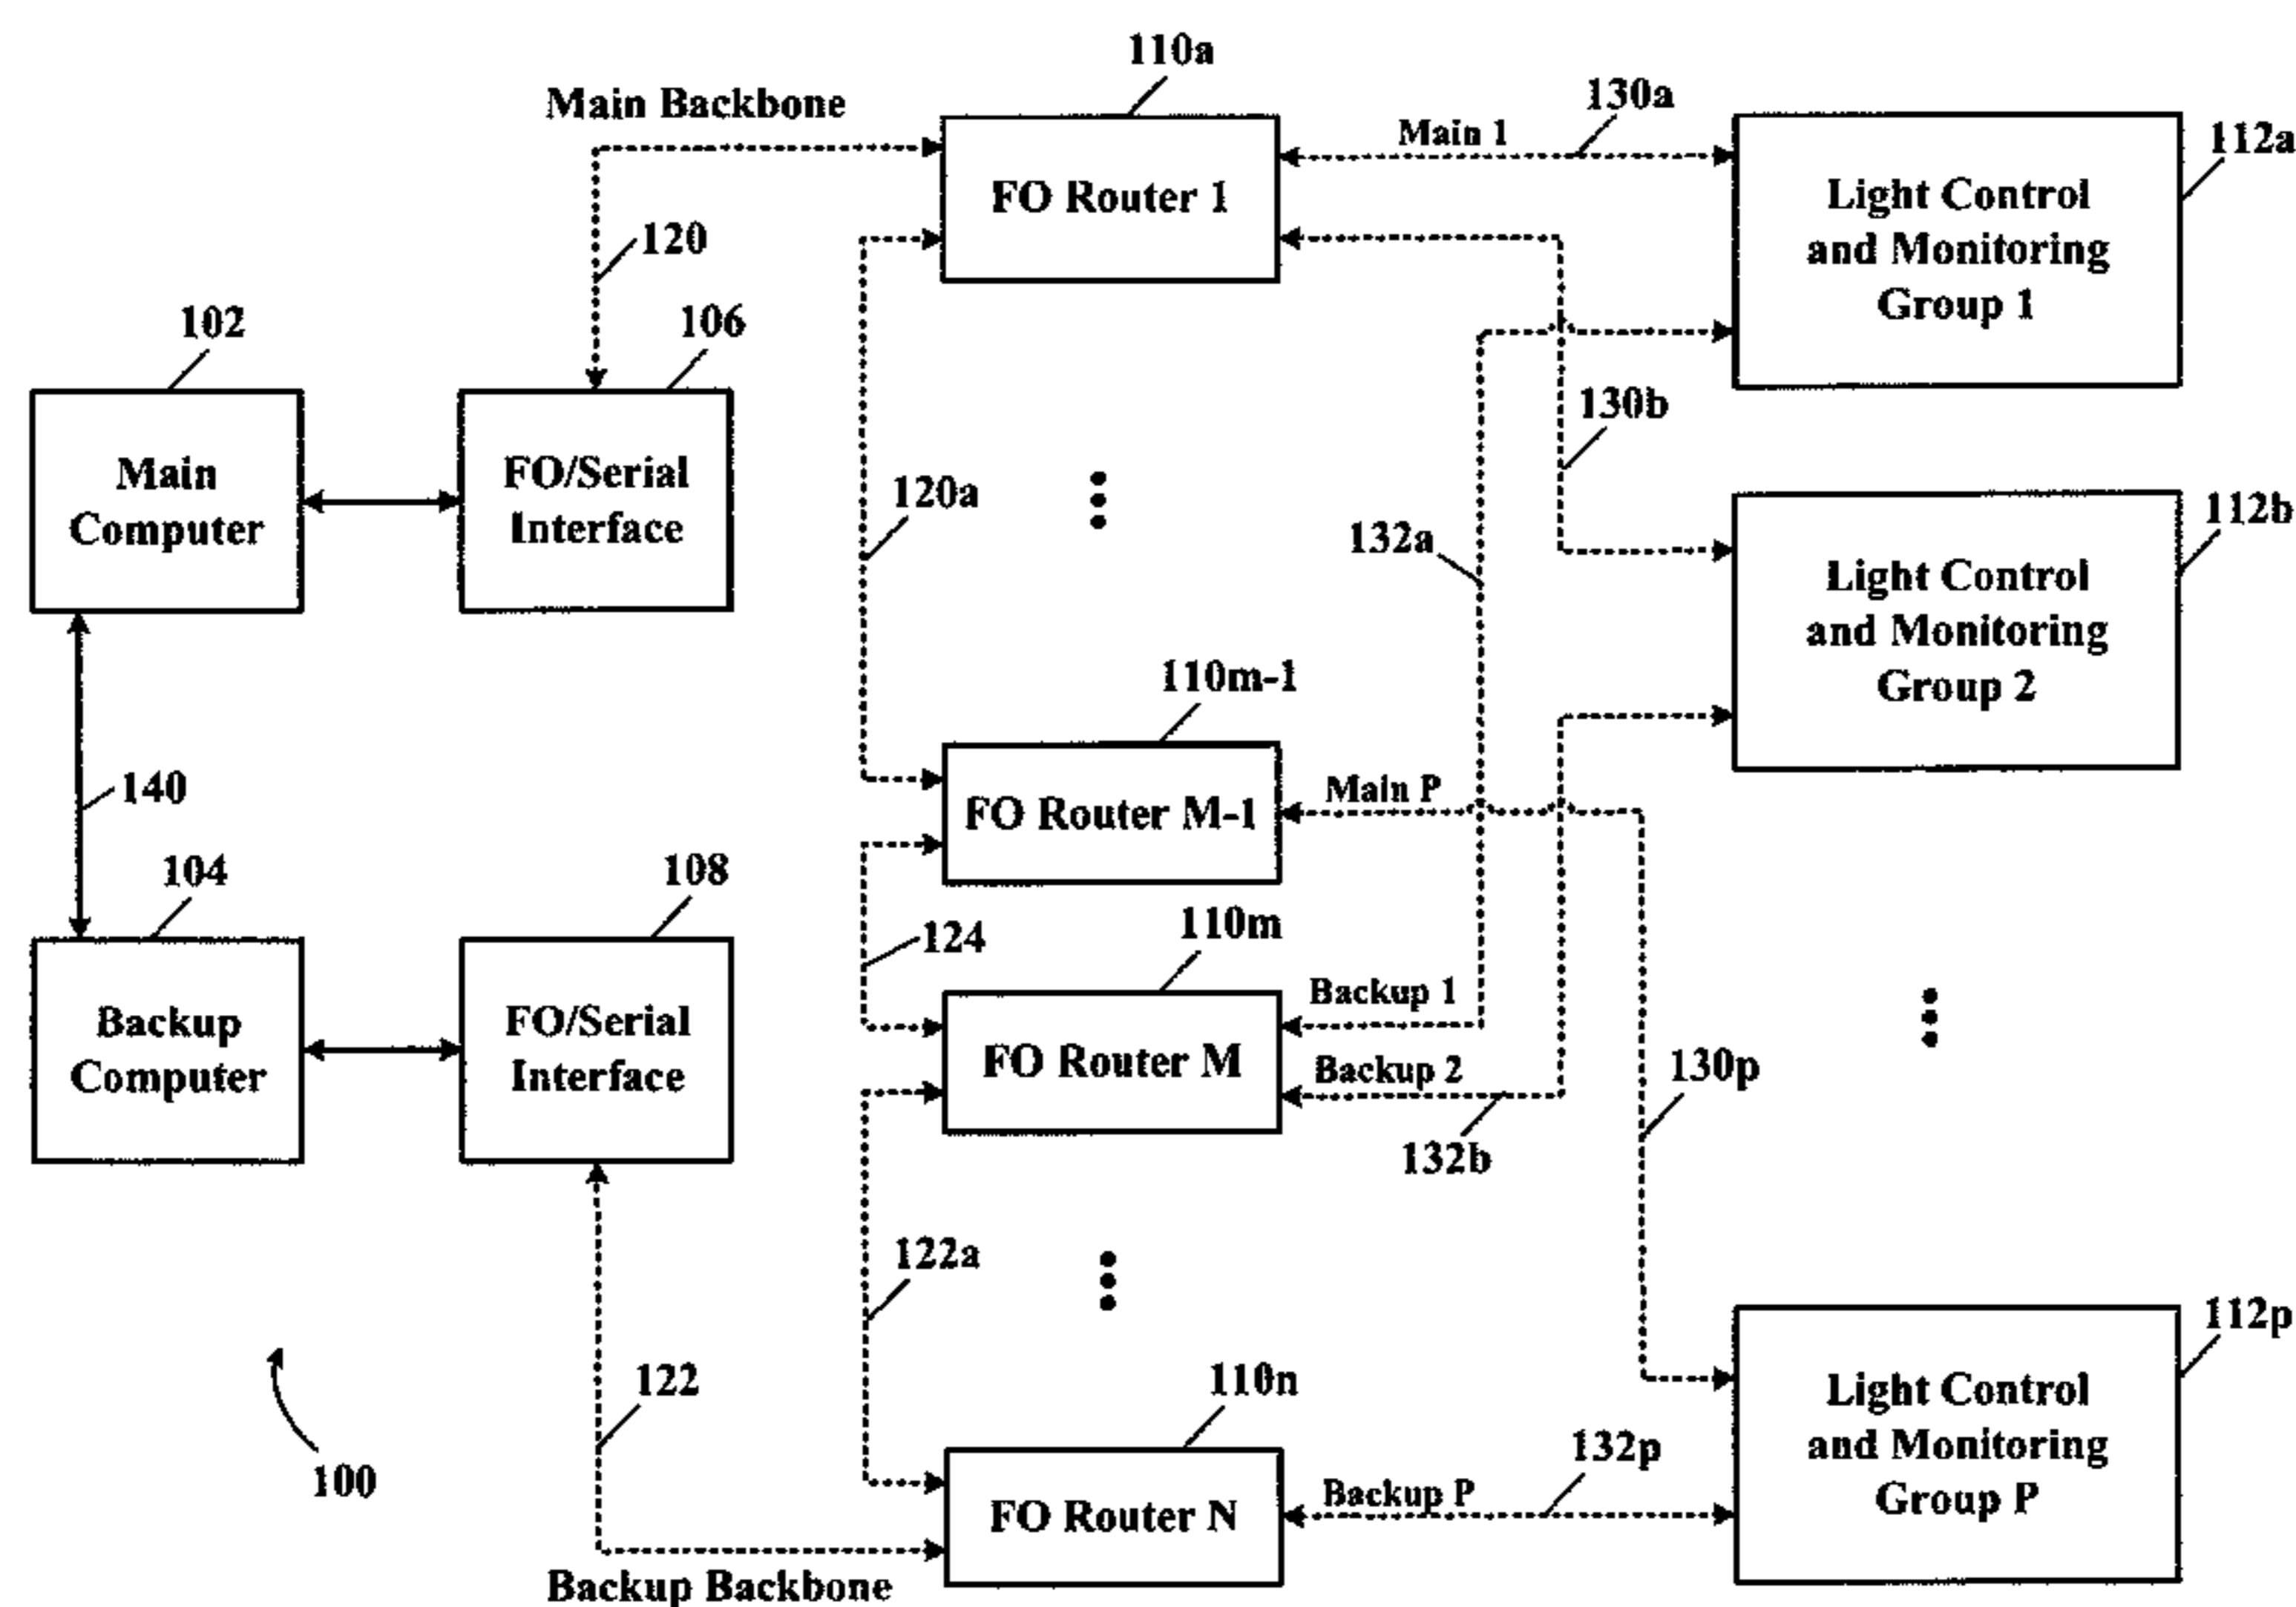 110a
Main Backbone
130a
Main 1
112a
FO Router 1
Light Control
and Monitoring
Group 1
120
102
106
130b
Main
Computer
FO/Serial
Interface
120a
132a
112b
Light Control
and Monitoring
Group 2
110m-1
140
Main P
FO Router M-1
104
108
124
110m
Backup 1
Backup
Computer
FO/Serial
Interface
FO Router M
Backup 2
130p
132b
122a
112p
122
110n
Light Control
and Monitoring
Group P
100
132p
Backup P
FO Router N
Backup Backbone